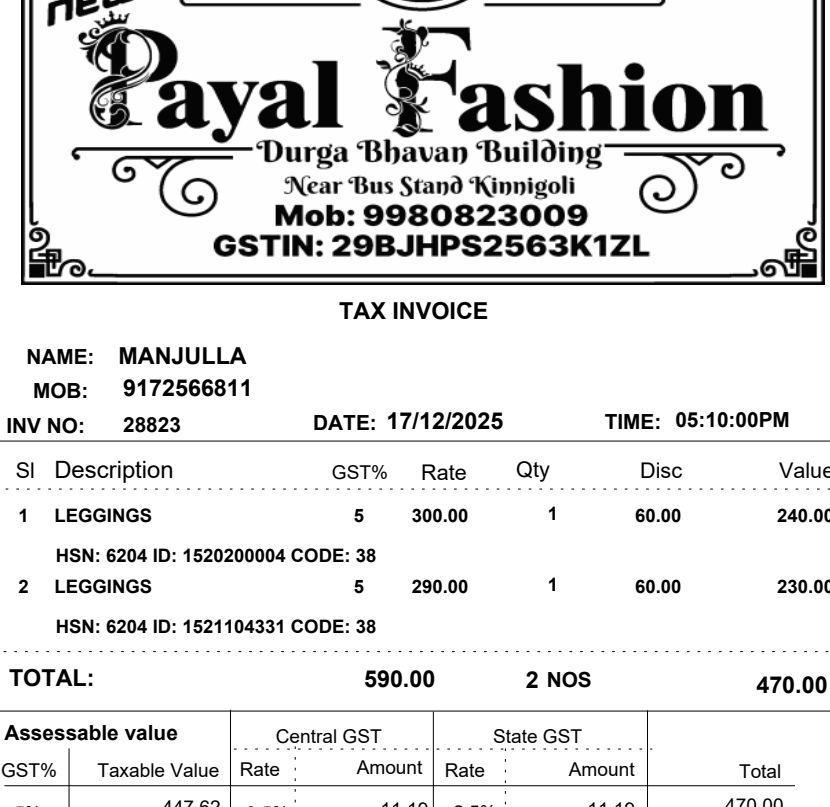 new
Payal Fashion
Durga Bhavan Building
Near Bus Stand Kinnigoli
Mob: 9980823009
GSTIN: 29BJHPS2563K1ZL
TAX INVOICE
NAME: MANJULLA
MOB: 9172566811
INV NO: 28823 DATE: 17/12/2025 TIME: 05:10:00PM
Sl Description GST% Rate Qty Disc Value
1 LEGGINGS 5 300.00 1 60.00 240.00
HSN: 6204 ID: 1520200004 CODE: 38
2 LEGGINGS 5 290.00 1 60.00 230.00
HSN: 6204 ID: 1521104331 CODE: 38
TOTAL: 590.00 2 NOS 470.00
Assessable value Central GST State GST
GST% Taxable Value Rate Amount Rate Amount Total
447.62 11.19 11.19 470.00